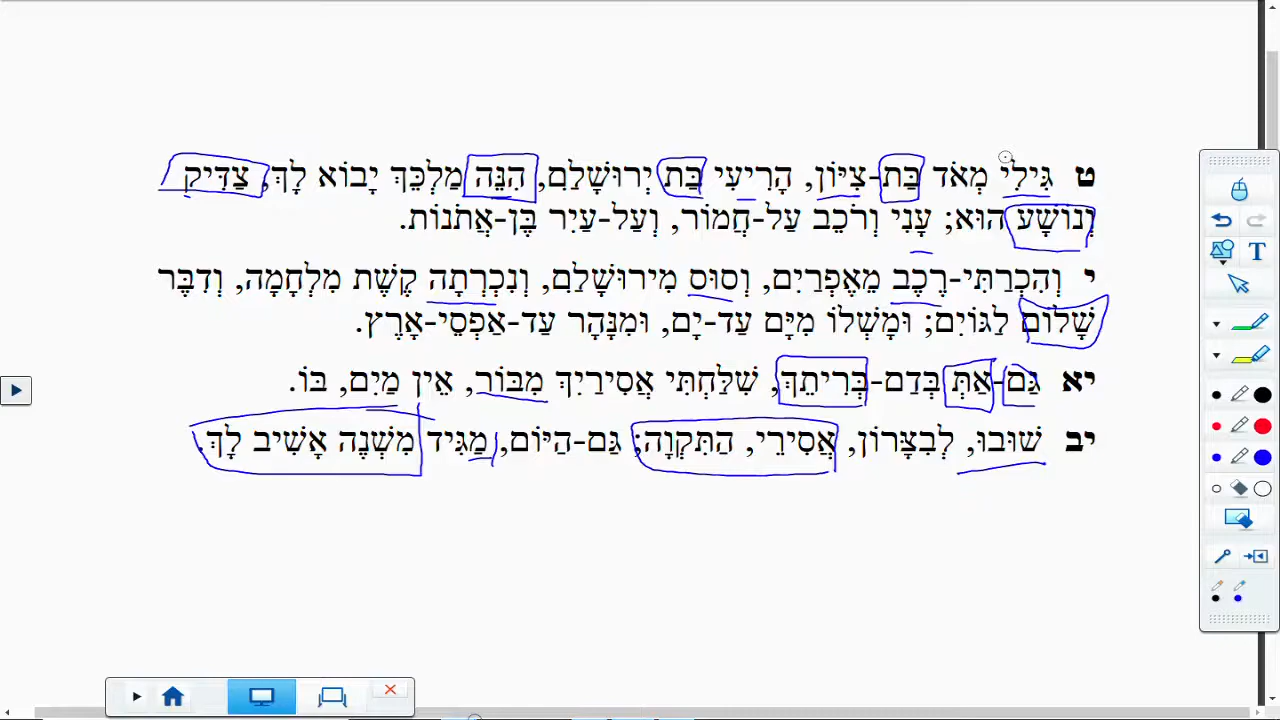 ט גִּילִי מְאֹד בַּת-צִיּוֹן, הָרִיעִי בַּת יְרוּשָׁלִַם, הִנֵּה מַלְכֵּךְ יָבוֹא לָךְ, צַדִּיק
וְנוֹשָׁע הוּא; עָנִי וְרֹכֵב עַל-חֲמוֹר, וְעַל-עַיִר בֶּן-אֲתֹנוֹת.
י וְהִכְרַתִּי-רֶכֶב מֵאֶפְרַיִם, וְסוּס מִירוּשָׁלִַם, וְנִכְרְתָה קֶשֶׁת מִלְחָמָה, וְדִבֶּר
שָׁלוֹם לַגּוֹיִם; וּמָשְׁלוֹ מִיָּם עַד-יָם, וּמִנָּהָר עַד-אַפְסֵי-אָרֶץ.
יא גַּם-אַתְּ בְּדַם-בְּרִיתֵךְ, שִׁלַּחְתִּי אֲסִירַיִךְ מִבּוֹר, אֵין מַיִם, בּוֹ.
יב שׁוּבוּ, לְבִצָּרוֹן, אֲסִירֵי, הַתִּקְוָה; גַּם-הַיּוֹם, מַגִּיד מִשְׁנֶה אָשִׁיב לָךְ.
T